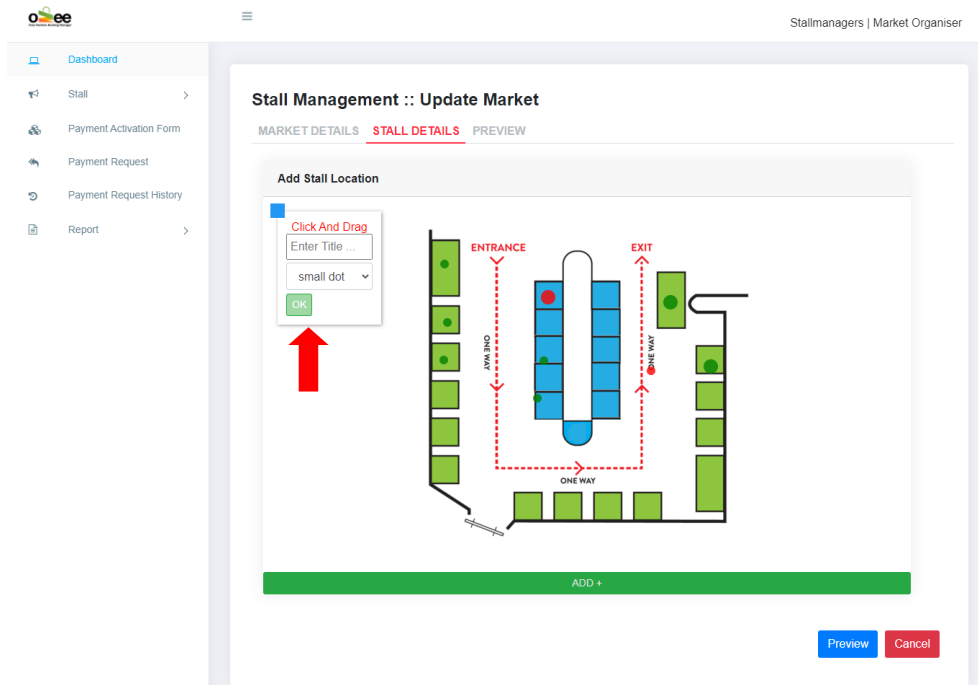 Stallmanagers | Market Organiser
Dashboard
Stall
Payment Activation Form
Payment Request
Payment Request History
Report
Stall Management :: Update Market
MARKET DETAILS STALL DETAILS PREVIEW
Add Stall Location
Click And Drag
Enter Title ...
small dot
OK
ENTRANCE
EXIT
ONE WAY
ONE WAY
ONE WAY
ADD +
Preview Cancel